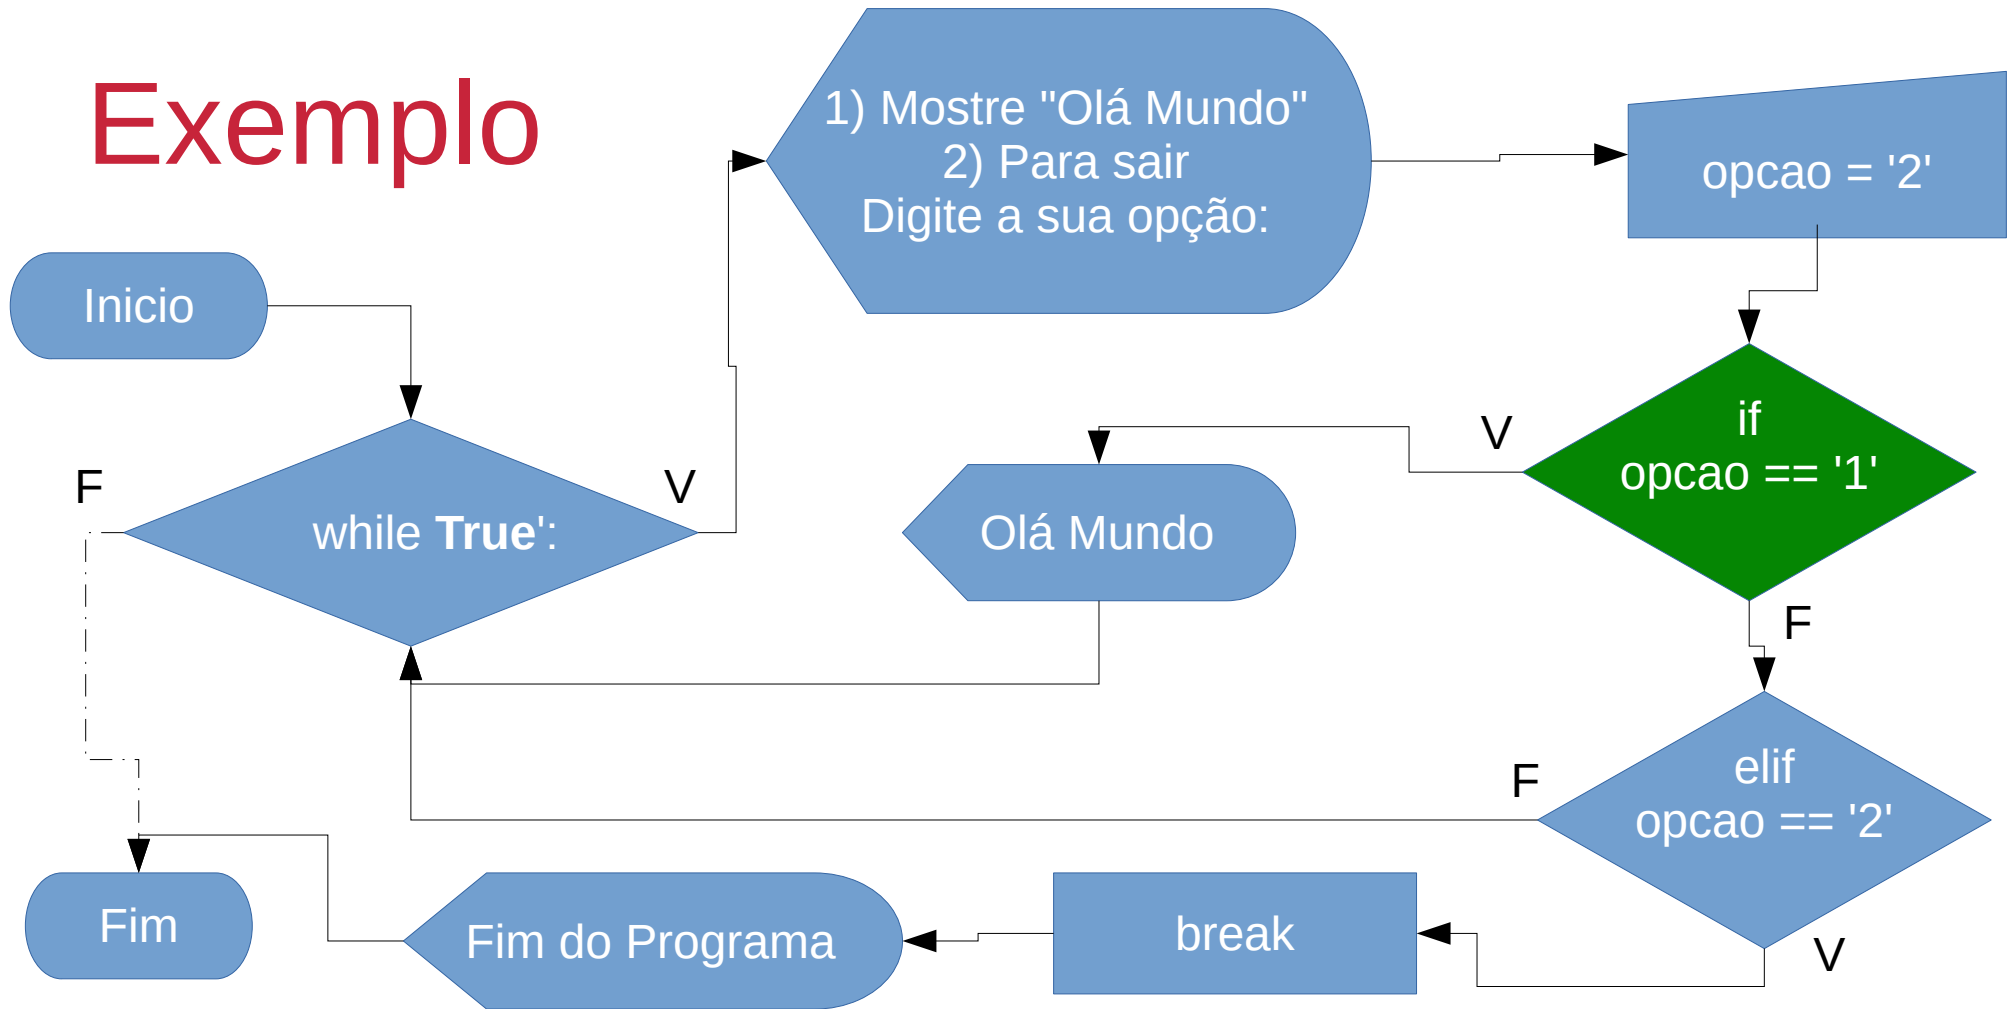 Exemplo
1) Mostre "Olá Mundo"
2) Para sair
Digite a sua opção:
opcao = '2'
Inicio
if
opcao == '1'
V
F
V
while True':
Olá Mundo
F
elif
opcao == '2'
F
Fim
Fim do Programa
break
V